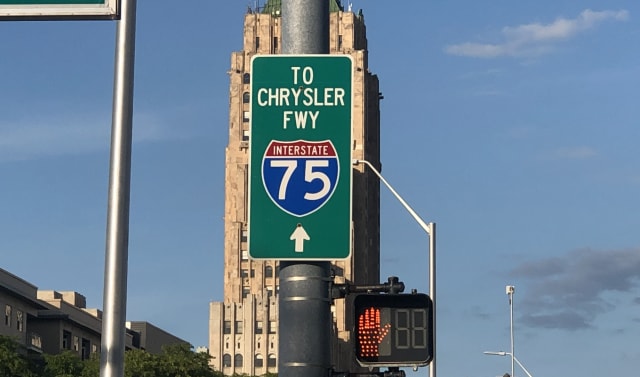 TO
CHRYSLER
FWY
INTERSTATE
75